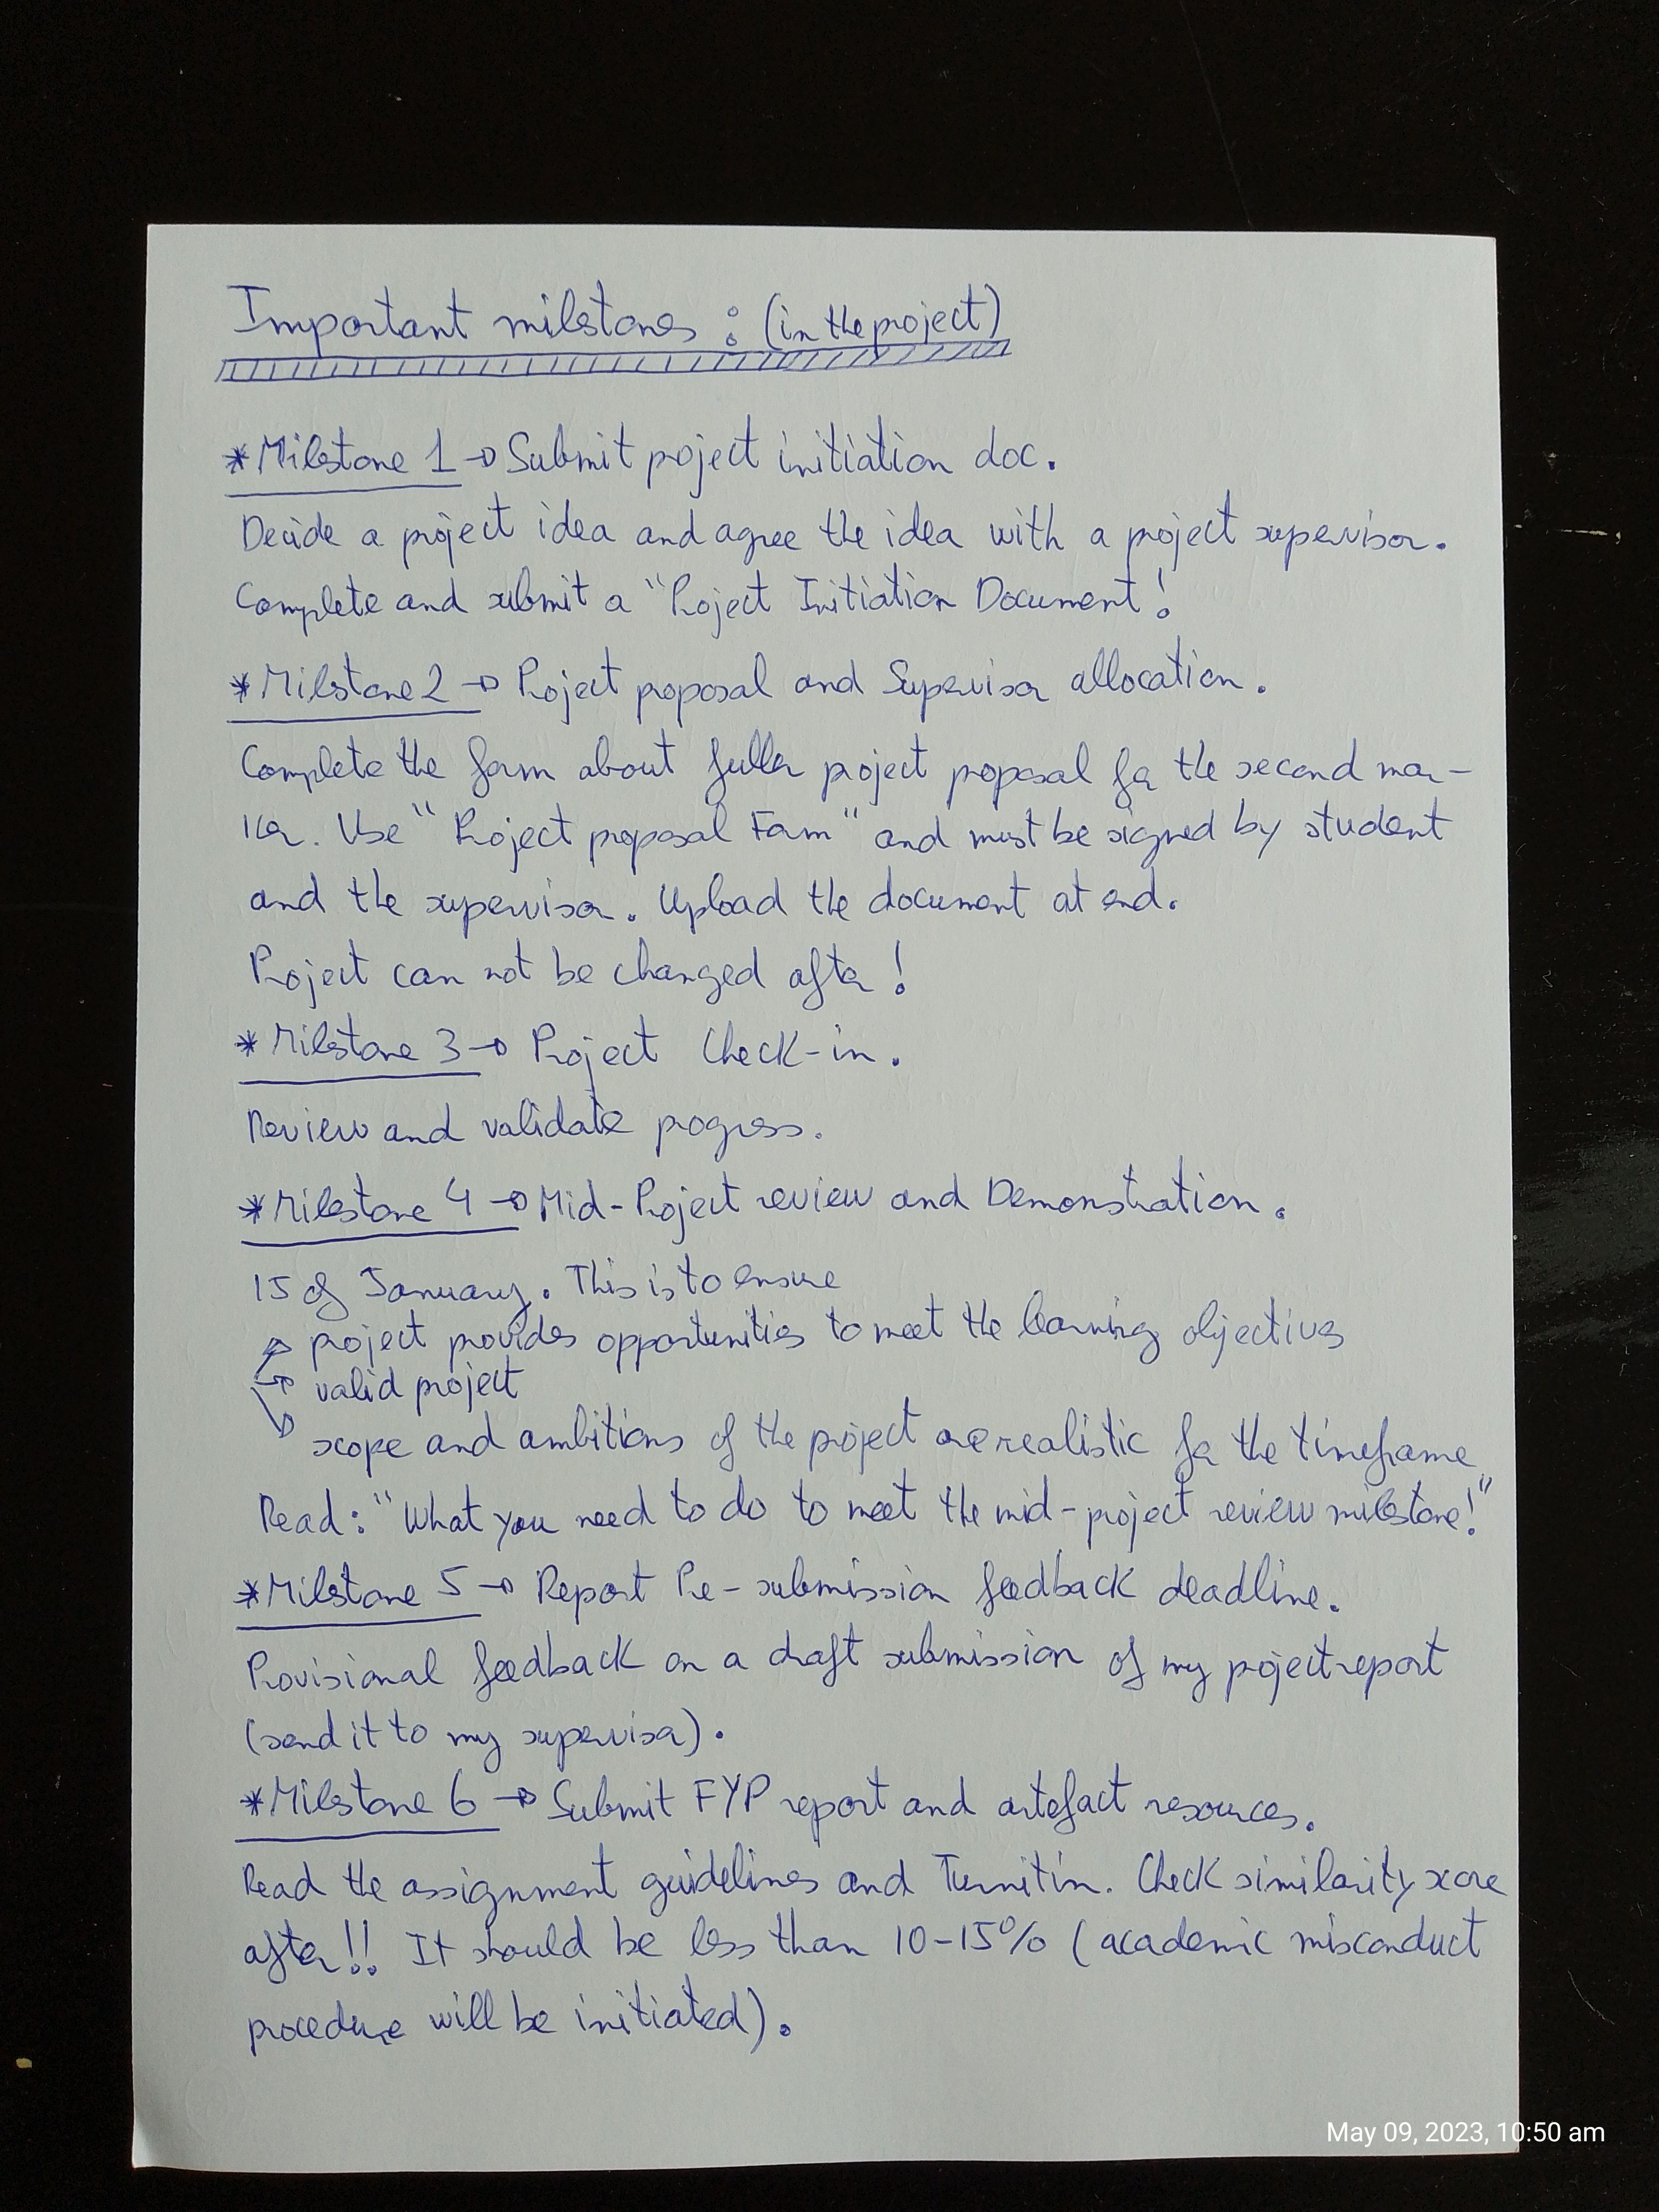 Important milstones : (in the project)
*Milstone 1 → Submit project initiation doc.
Decide a project idea and agree the idea with a project supervisor.
Complete and submit a "Project Initiation Document!
*Milstone 2 → Project proposal and Supervisor allocation.
Complete the form about fuller project proposal for the second mar-
ker. Use "Project proposal Form" and must be signed by student
and the supervisor. Upload the document at end.
Project can not be changed after!
*Milstone 3 → Project Check-in.
Review and validate progress.
*Milstone 4 → Mid-Project review and Demonstration.
15 of January. This is to ensure
↗ project provides opportunities to meet the learning objectives
→ valid project
↘ scope and ambitions of the project are realistic for the timeframe
Read: "What you need to do to meet the mid-project review milestone!"
*Milstone 5 → Report Pre-submission feedback deadline.
Provisional feedback on a draft submission of my project report
(send it to my supervisor).
*Milstone 6 → Submit FYP report and artefact resources.
Read the assignment guidelines and Turnitin. Check similarity score
after!! It should be less than 10-15% (academic misconduct
procedure will be initiated).
May 09, 2023, 10:50 am